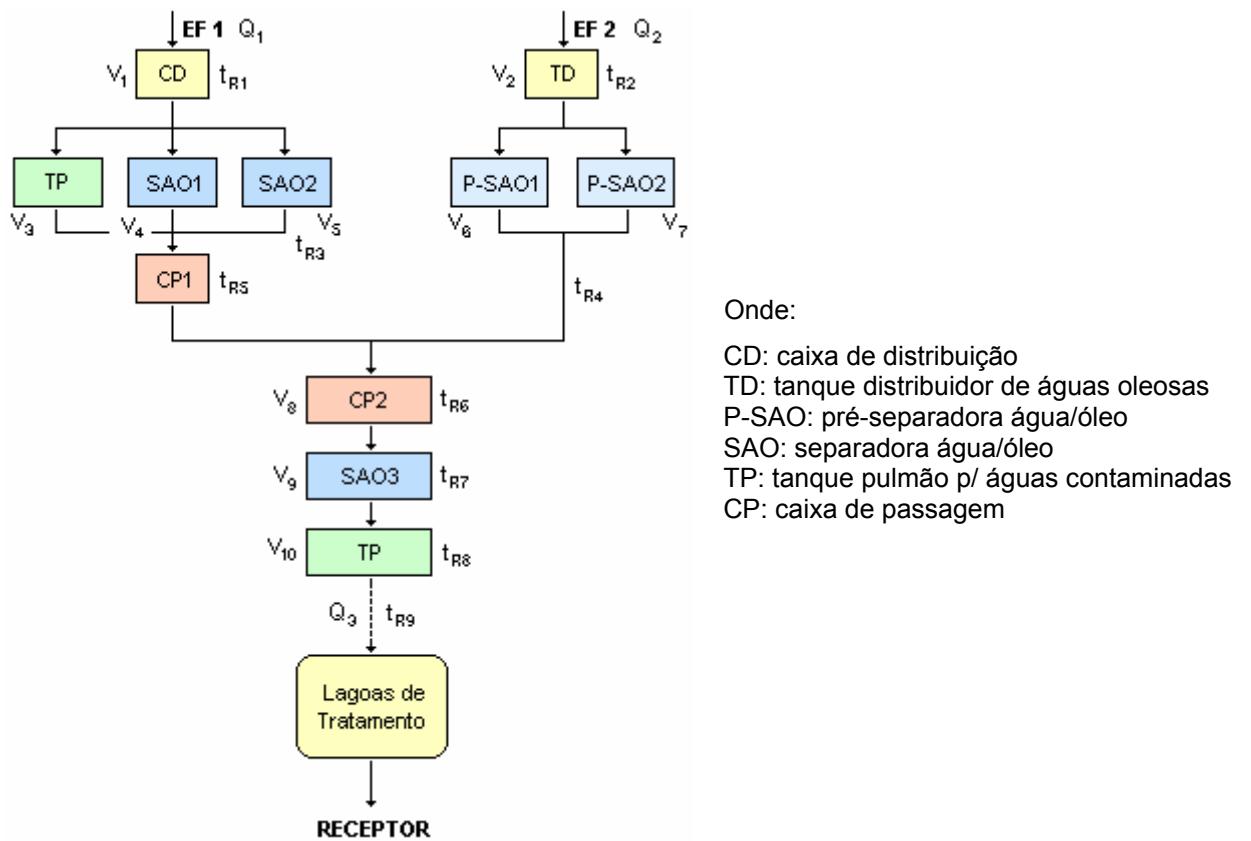 EF 1 Q1
EF 2 Q2
V1 CD tR1
V2 TD tR2
TP SAO1 SAO2
P-SAO1 P-SAO2
V3 V4 V5
V6 V7
tR3
CP1 tR5
tR4
V8 CP2 tR6
V9 SAO3 tR7
V10 TP tR8
Q3 tR9
Lagoas de
Tratamento
RECEPTOR
Onde:
CD: caixa de distribuição
TD: tanque distribuidor de águas oleosas
P-SAO: pré-separadora água/óleo
SAO: separadora água/óleo
TP: tanque pulmão p/ águas contaminadas
CP: caixa de passagem